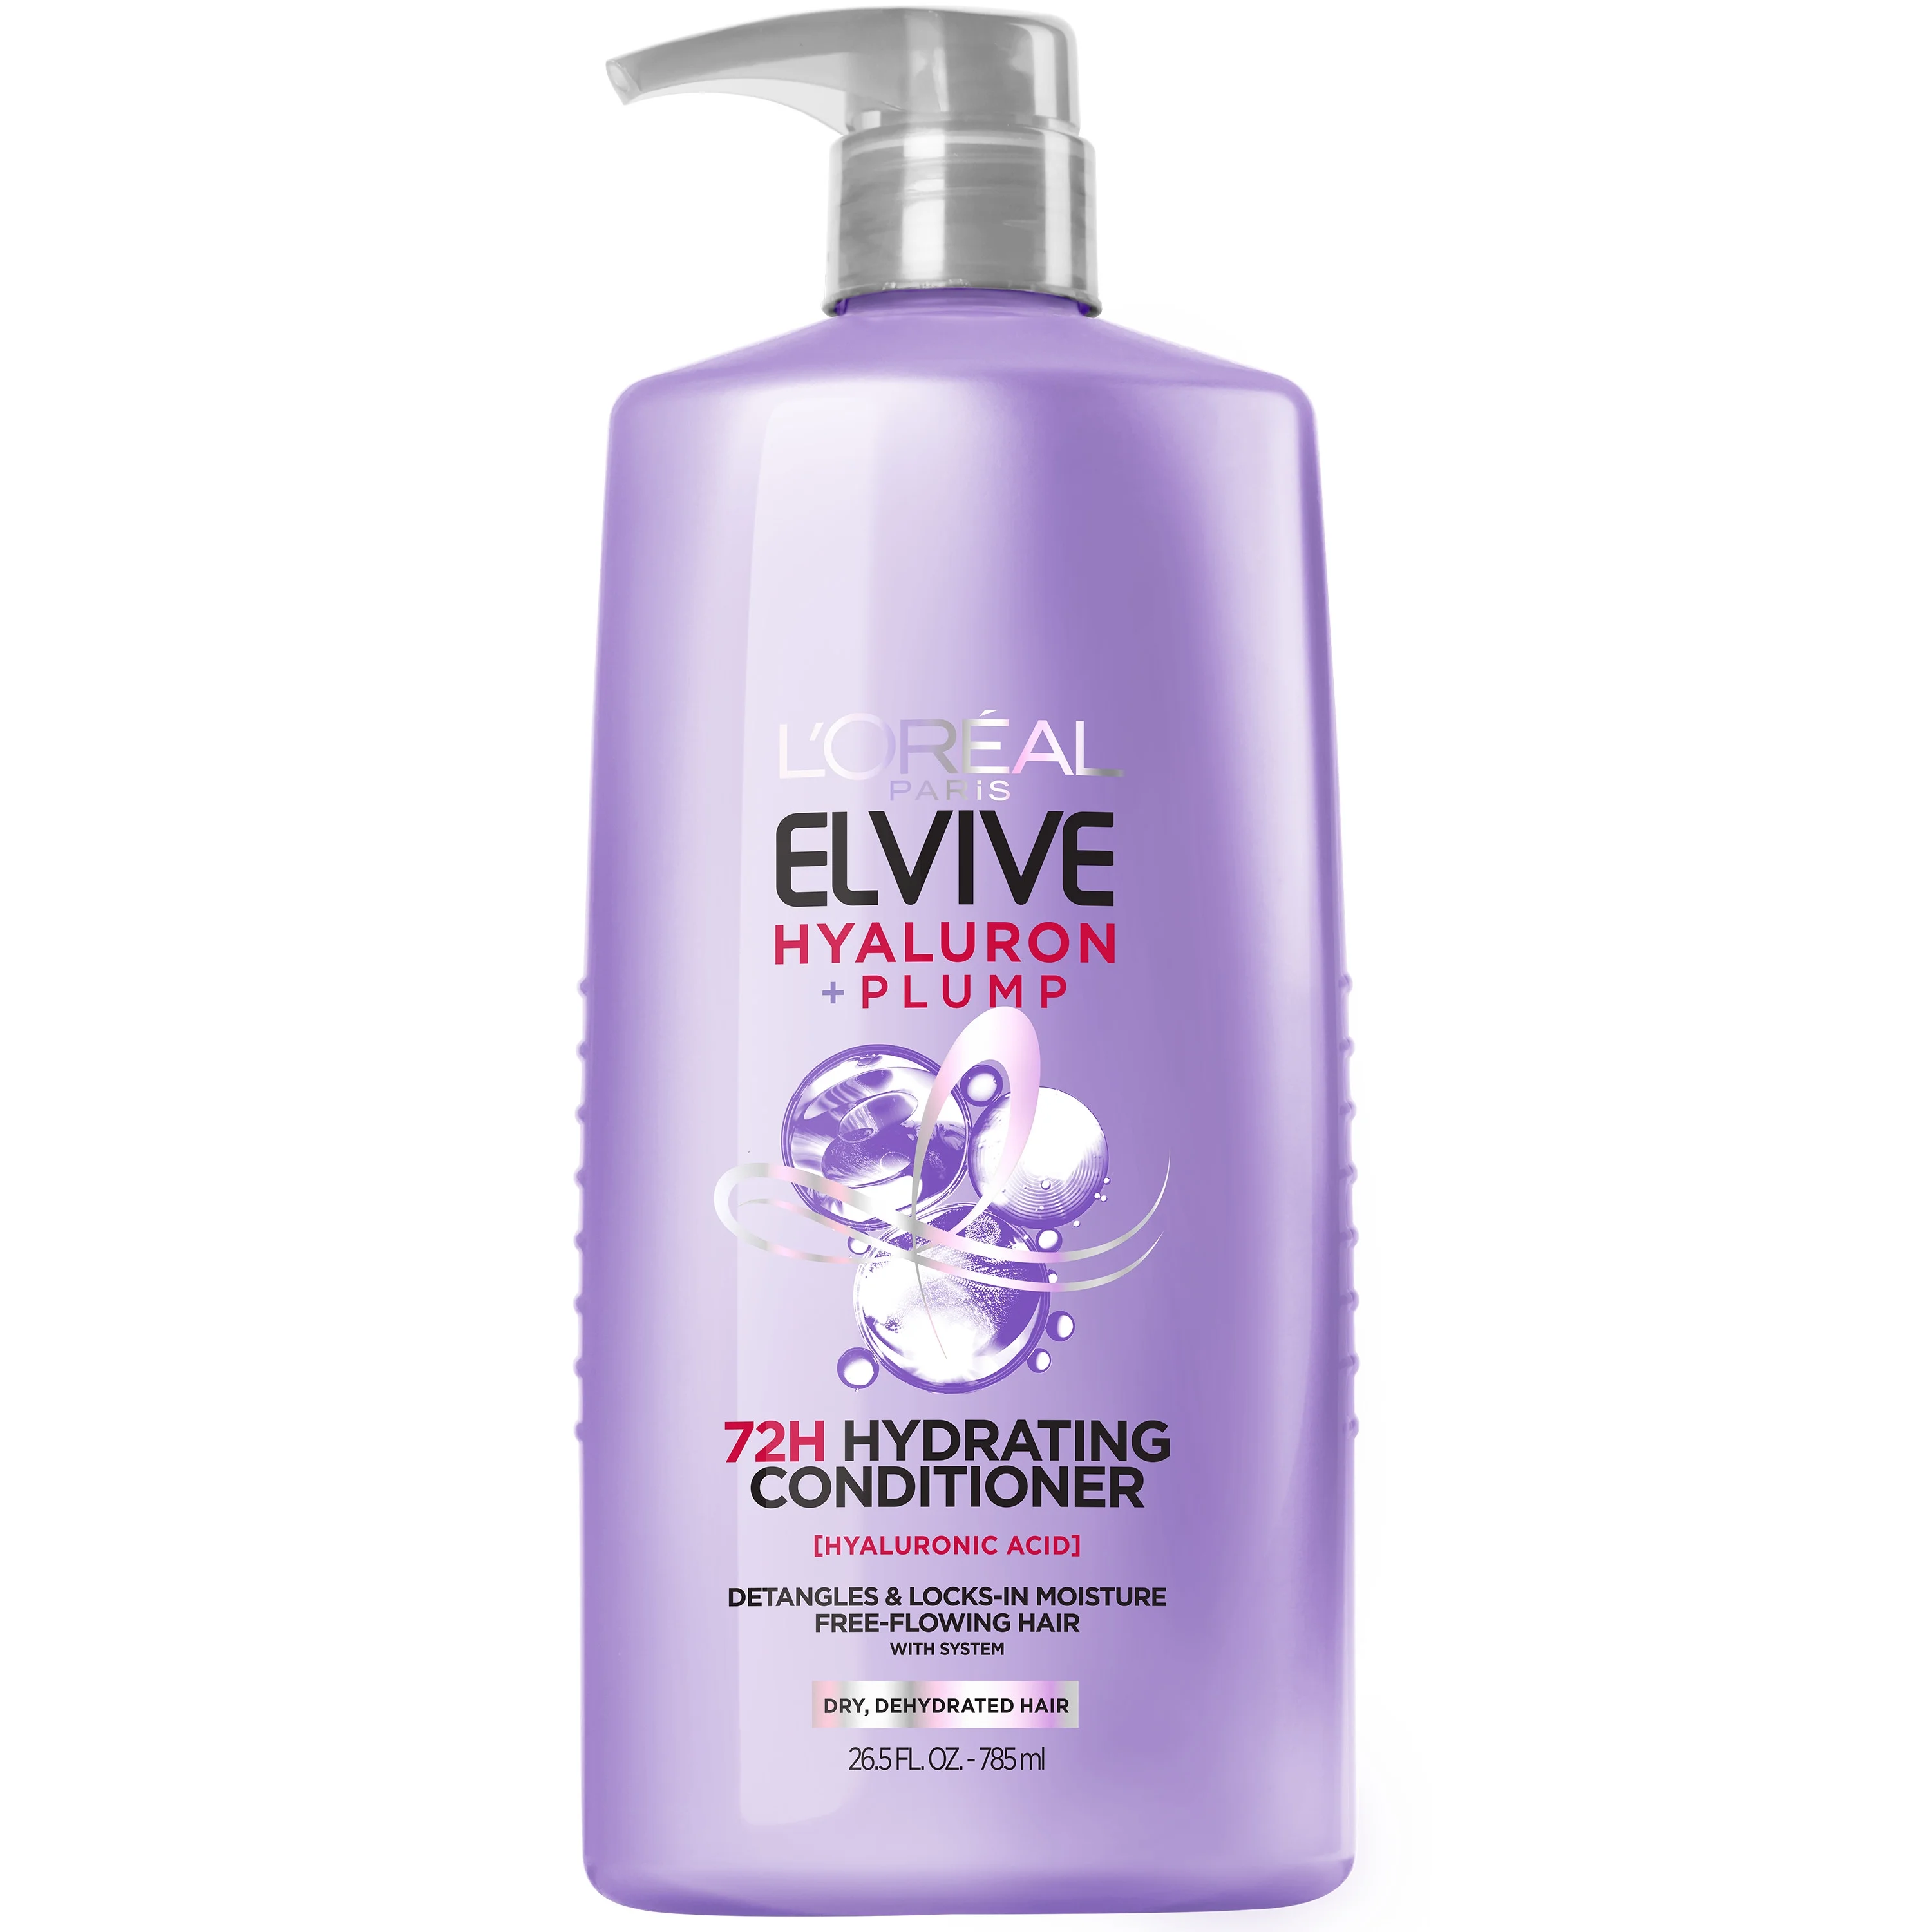 L'ORÉAL
PARiS
ELVIVE
HYALURON
+ PLUMP
72H HYDRATING
CONDITIONER
[HYALURONIC ACID]
DETANGLES & LOCKS-IN MOISTURE
FREE-FLOWING HAIR
WITH SYSTEM
DRY, DEHYDRATED HAIR
26.5 FL. OZ. - 785 ml